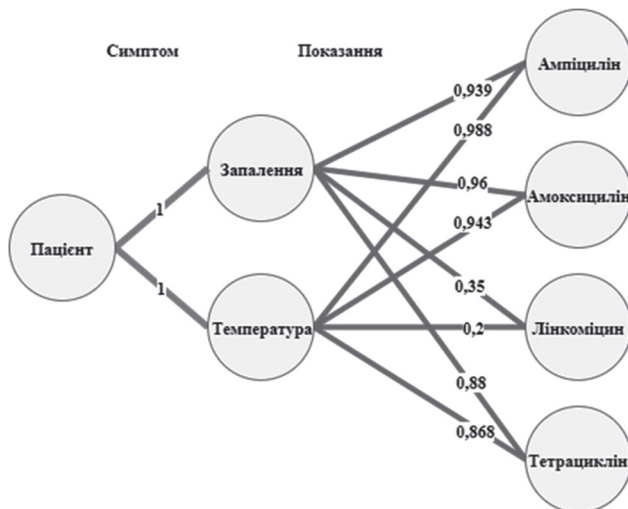 Симптом
Показання
Ампіцилін
0,939
0,988
Запалення
0,96
Амоксицилін
1
0,943
Пацієнт
0,35
1
Температура
0,2
Лінкоміцин
0,88
0,868
Тетрациклін